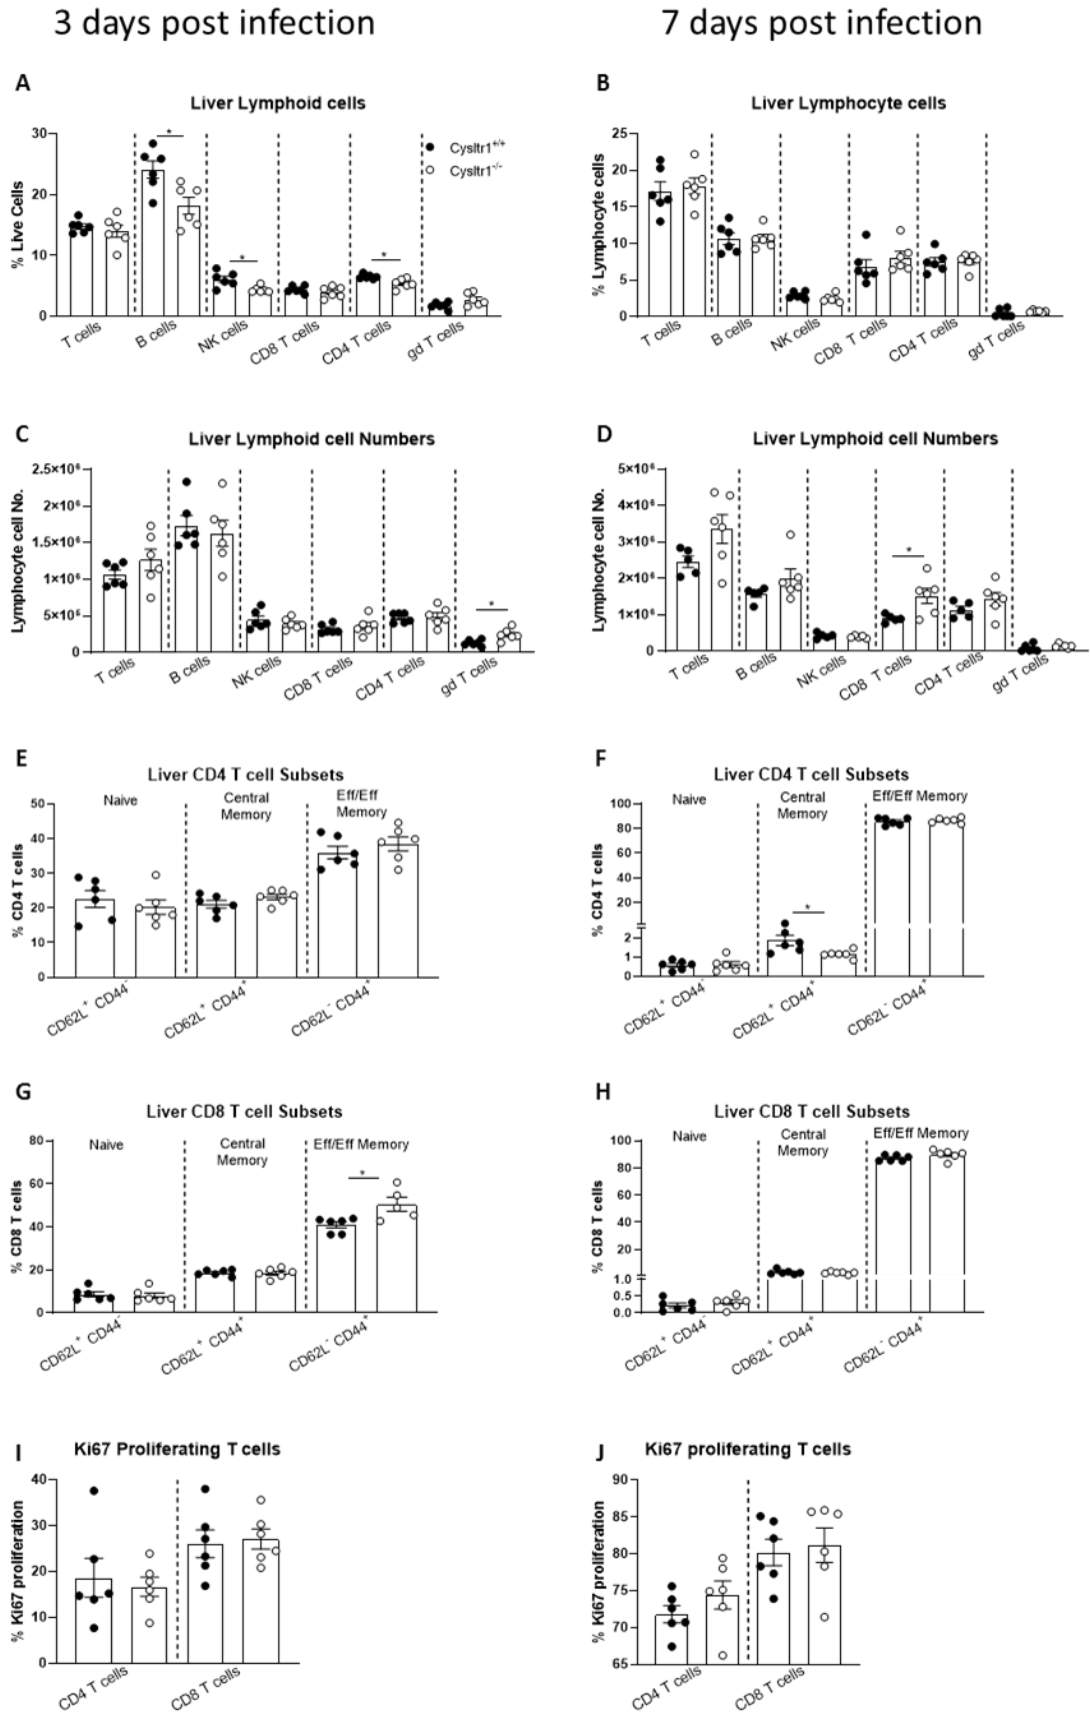 3 days post infection
7 days post infection
A
Liver Lymphoid cells
% Live Cells
30
20
10
0
*
*
*
Cysltr1+/+
Cysltr1-/-
T cells
B cells
NK cells
CD8 T cells
CD4 T cells
gd T cells
B
Liver Lymphocyte cells
% Lymphocyte cells
25
20
15
10
5
0
T cells
B cells
NK cells
CD8 T cells
CD4 T cells
gd T cells
C
Liver Lymphoid cell Numbers
Lymphocyte cell No.
2.5×10⁶
2×10⁶
1.5×10⁶
1×10⁶
5×10⁵
0
*
T cells
B cells
NK cells
CD8 T cells
CD4 T cells
gd T cells
D
Liver Lymphoid cell Numbers
Lymphocyte cell No.
5×10⁶
4×10⁶
3×10⁶
2×10⁶
1×10⁶
0
*
T cells
B cells
NK cells
CD8 T cells
CD4 T cells
gd T cells
E
Liver CD4 T cell Subsets
% CD4 T cells
50
40
30
20
10
0
Naive
Central
Memory
Eff/Eff
Memory
CD62L+ CD44-
CD62L+ CD44+
CD62L- CD44+
F
Liver CD4 T cell Subsets
% CD4 T cells
100
80
60
40
20
2
1
0
Naive
Central
Memory
Eff/Eff Memory
*
CD62L+ CD44-
CD62L+ CD44+
CD62L- CD44+
G
Liver CD8 T cell Subsets
% CD8 T cells
80
60
40
20
0
Naive
Central
Memory
Eff/Eff Memory
*
CD62L+ CD44-
CD62L+ CD44+
CD62L- CD44+
H
Liver CD8 T cell Subsets
% CD8 T cells
100
80
60
40
20
1.0
0.5
0.0
Naive
Central
Memory
Eff/Eff Memory
CD62L+ CD44-
CD62L+ CD44+
CD62L- CD44+
I
Ki67 Proliferating T cells
% Ki67 proliferation
40
30
20
10
0
CD4 T cells
CD8 T cells
J
Ki67 proliferating T cells
% Ki67 proliferation
90
85
80
75
70
65
CD4 T cells
CD8 T cells